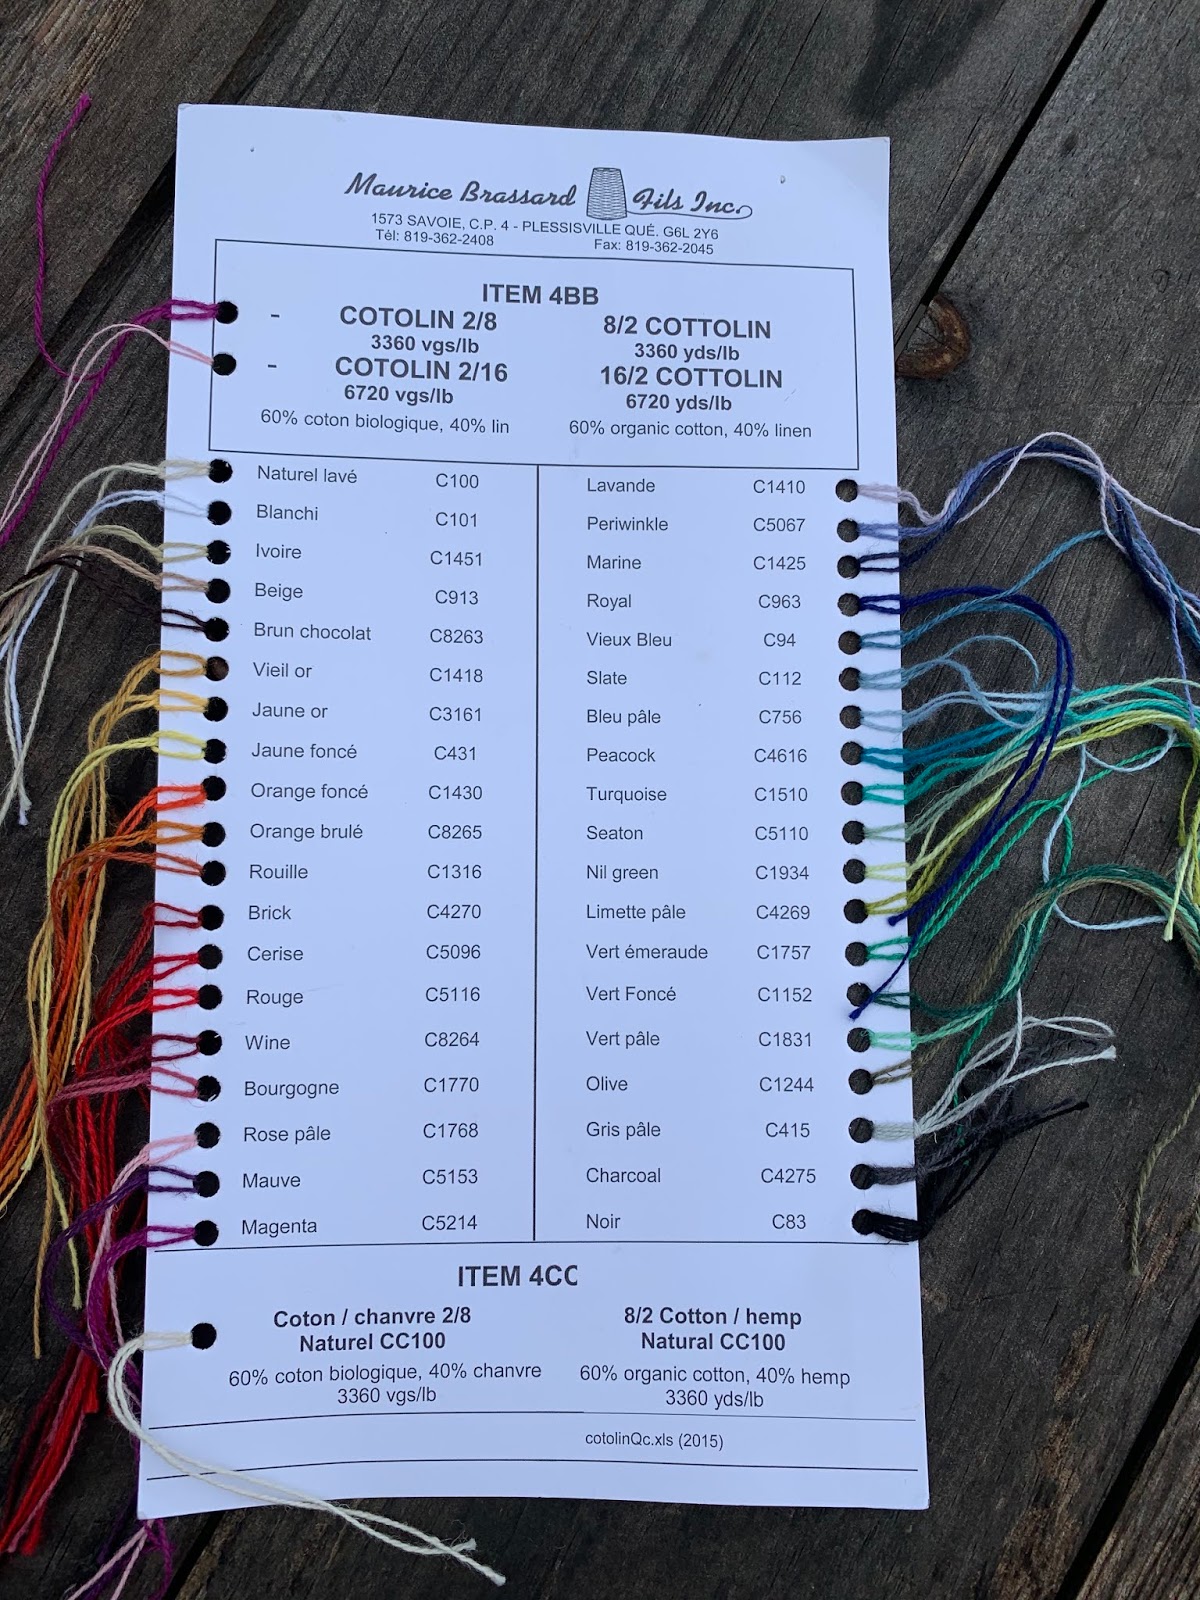 Maurice Brassard Fils Inc.
1573 SAVOIE, C.P. 4 - PLESSISVILLE QUÉ. G6L 2Y6
Tél: 819-362-2408 Fax: 819-362-2045
ITEM 4BB
- COTOLIN 2/8 8/2 COTTOLIN
3360 vgs/lb 3360 yds/lb
- COTOLIN 2/16 16/2 COTTOLIN
6720 vgs/lb 6720 yds/lb
60% coton biologique, 40% lin 60% organic cotton, 40% linen
Naturel lavé C100
Blanchi C101
Ivoire C1451
Beige C913
Brun chocolat C8263
Vieil or C1418
Jaune or C3161
Jaune foncé C431
Orange foncé C1430
Orange brulé C8265
Rouille C1316
Brick C4270
Cerise C5096
Rouge C5116
Wine C8264
Bourgogne C1770
Rose pâle C1768
Mauve C5153
Magenta C5214
Lavande C1410
Periwinkle C5067
Marine C1425
Royal C963
Vieux Bleu C94
Slate C112
Bleu pâle C756
Peacock C4616
Turquoise C1510
Seaton C5110
Nil green C1934
Limette pâle C4269
Vert émeraude C1757
Vert Foncé C1152
Vert pâle C1831
Olive C1244
Gris pâle C415
Charcoal C4275
Noir C83
ITEM 4CC
Coton / chanvre 2/8 8/2 Cotton / hemp
Naturel CC100 Natural CC100
60% coton biologique, 40% chanvre 60% organic cotton, 40% hemp
3360 vgs/lb 3360 yds/lb
cotolinQc.xls (2015)